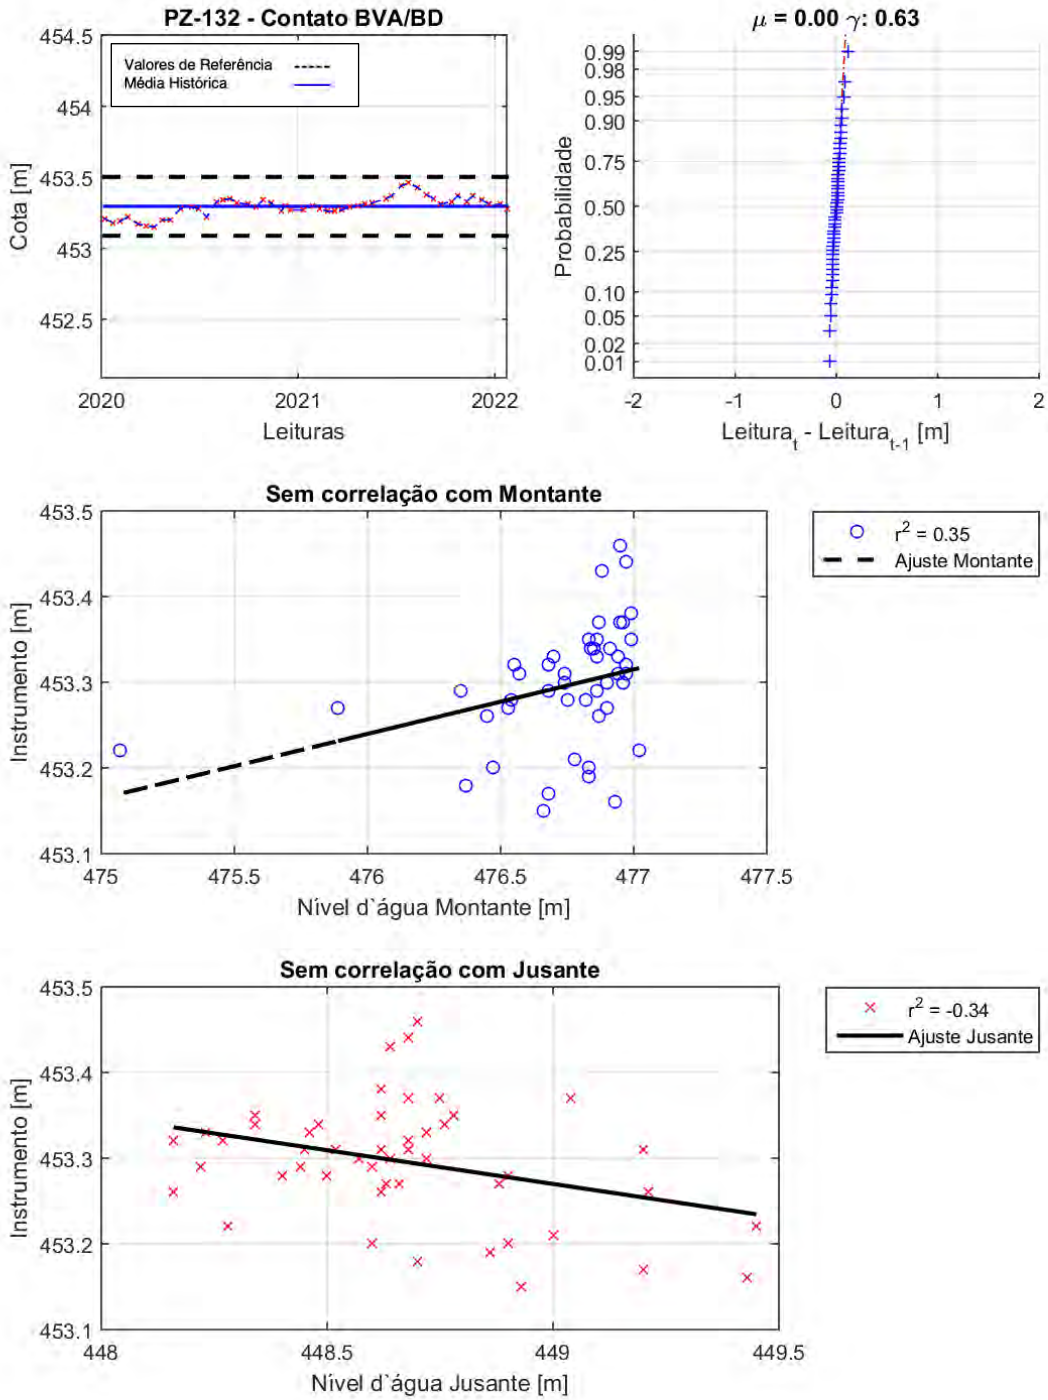 PZ-132 - Contato BVA/BD
454.5
454
453.5
453
452.5
Cota [m]
Valores de Referência
Média Histórica
2020
2021
2022
Leituras
μ = 0.00 γ: 0.63
0.99
0.98
0.95
0.90
0.75
0.50
0.25
0.10
0.05
0.02
0.01
Probabilidade
-2
-1
0
1
2
Leitura_t - Leitura_t-1 [m]
Sem correlação com Montante
453.5
453.4
453.3
453.2
453.1
Instrumento [m]
475
475.5
476
476.5
477
477.5
Nível d`água Montante [m]
r² = 0.35
Ajuste Montante
Sem correlação com Jusante
453.5
453.4
453.3
453.2
453.1
Instrumento [m]
448
448.5
449
449.5
Nível d`água Jusante [m]
r² = -0.34
Ajuste Jusante